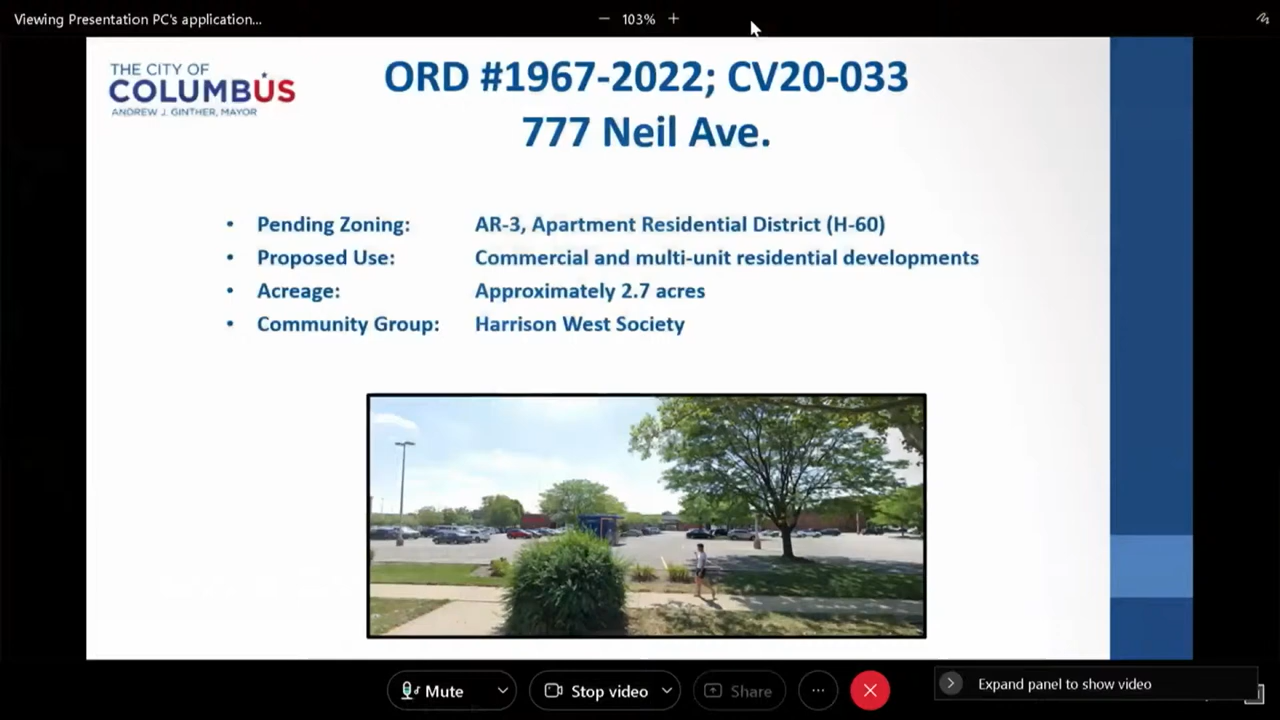 Viewing Presentation PC's application...
103%
THE CITY OF
COLUMBUS
ANDREW J. GINTHER, MAYOR
ORD #1967-2022; CV20-033
777 Neil Ave.
• Pending Zoning: AR-3, Apartment Residential District (H-60)
• Proposed Use: Commercial and multi-unit residential developments
• Acreage: Approximately 2.7 acres
• Community Group: Harrison West Society
Mute
Stop video
Share
Expand panel to show video